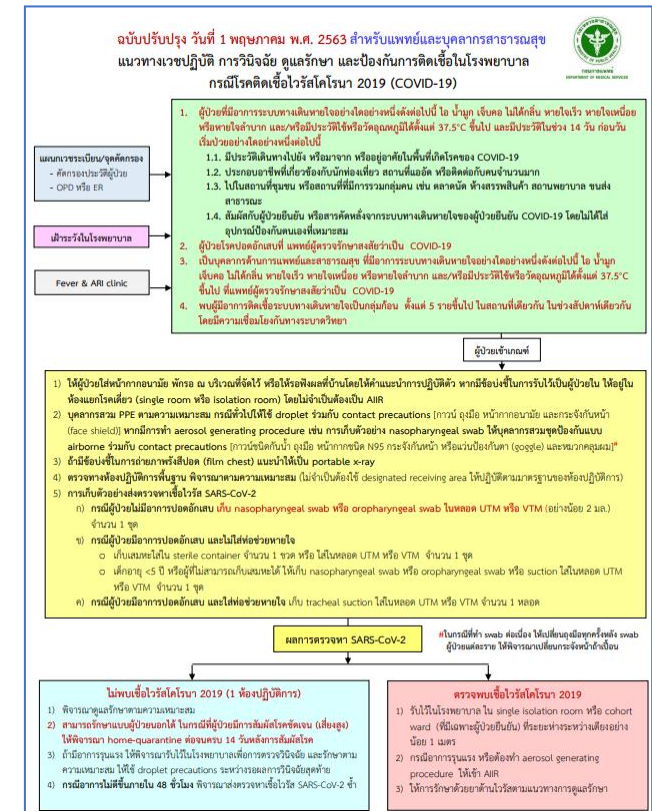 ฉบับปรับปรุง วันที่ 1 พฤษภาคม พ.ศ. 2563 สำหรับแพทย์และบุคลากรสาธารณสุข
แนวทางเวชปฏิบัติ การวินิจฉัย ดูแลรักษา และป้องกันการติดเชื้อในโรงพยาบาล
กรณีโรคติดเชื้อไวรัสโคโรนา 2019 (COVID-19)
กรมการแพทย์
DEPARTMENT OF MEDICAL SERVICES
แผนกเวชระเบียน/จุดคัดกรอง
- คัดกรองประวัติผู้ป่วย
- OPD หรือ ER
เฝ้าระวังในโรงพยาบาล
Fever & ARI clinic
1. ผู้ป่วยที่มีอาการระบบทางเดินหายใจอย่างใดอย่างหนึ่งดังต่อไปนี้ ไอ น้ำมูก เจ็บคอ ไม่ได้กลิ่น หายใจเร็ว หายใจเหนื่อย
หรือหายใจลำบาก และ/หรือมีประวัติไข้หรือวัดอุณหภูมิได้ตั้งแต่ 37.5°C ขึ้นไป และมีประวัติในช่วง 14 วัน ก่อนวัน
เริ่มป่วยอย่างใดอย่างหนึ่งต่อไปนี้
1.1. มีประวัติเดินทางไปยัง หรือมาจาก หรืออยู่อาศัยในพื้นที่เกิดโรคของ COVID-19
1.2. ประกอบอาชีพที่เกี่ยวข้องกับนักท่องเที่ยว สถานที่แออัด หรือติดต่อกับคนจำนวนมาก
1.3. ไปในสถานที่ชุมชน หรือสถานที่ที่มีการรวมกลุ่มคน เช่น ตลาดนัด ห้างสรรพสินค้า สถานพยาบาล ขนส่ง
สาธารณะ
1.4. สัมผัสกับผู้ป่วยยืนยัน หรือสารคัดหลั่งจากระบบทางเดินหายใจของผู้ป่วยยืนยัน COVID-19 โดยไม่ได้ใส่
อุปกรณ์ป้องกันตนเองที่เหมาะสม
2. ผู้ป่วยโรคปอดอักเสบที่ แพทย์ผู้ตรวจรักษาสงสัยว่าเป็น COVID-19
3. เป็นบุคลากรด้านการแพทย์และสาธารณสุข ที่มีอาการระบบทางเดินหายใจอย่างใดอย่างหนึ่งดังต่อไปนี้ ไอ น้ำมูก
เจ็บคอ ไม่ได้กลิ่น หายใจเร็ว หายใจเหนื่อย หรือหายใจลำบาก และ/หรือมีประวัติไข้หรือวัดอุณหภูมิได้ตั้งแต่ 37.5°C
ขึ้นไป ที่แพทย์ผู้ตรวจรักษาสงสัยว่าเป็น COVID-19
4. พบผู้มีอาการติดเชื้อระบบทางเดินหายใจเป็นกลุ่มก้อน ตั้งแต่ 5 รายขึ้นไป ในสถานที่เดียวกัน ในช่วงสัปดาห์เดียวกัน
โดยมีความเชื่อมโยงกันทางระบาดวิทยา
ผู้ป่วยเข้าเกณฑ์
1) ให้ผู้ป่วยใส่หน้ากากอนามัย พักรอ ณ บริเวณที่จัดไว้ หรือให้รอฟังผลที่บ้านโดยให้คำแนะนำการปฏิบัติตัว หากมีข้อบ่งชี้ในการรับไว้เป็นผู้ป่วยใน ให้อยู่ใน
ห้องแยกโรคเดี่ยว (single room หรือ isolation room) โดยไม่จำเป็นต้องเป็น AIIR
2) บุคลากรสวม PPE ตามความเหมาะสม กรณีทั่วไปให้ใช้ droplet ร่วมกับ contact precautions [กาวน์ ถุงมือ หน้ากากอนามัย และกระจังกันหน้า
(face shield)] หากมีการทำ aerosol generating procedure เช่น การเก็บตัวอย่าง nasopharyngeal swab ให้บุคลากรสวมชุดป้องกันแบบ
airborne ร่วมกับ contact precautions [กาวน์ชนิดกันน้ำ ถุงมือ หน้ากากชนิด N95 กระจังกันหน้า หรือแว่นป้องกันตา (goggle) และหมวกคลุมผม]#
3) ถ้ามีข้อบ่งชี้ในการถ่ายภาพรังสีปอด (film chest) แนะนำให้เป็น portable x-ray
4) ตรวจทางห้องปฏิบัติการพื้นฐาน พิจารณาตามความเหมาะสม (ไม่จำเป็นต้องใช้ designated receiving area ให้ปฏิบัติตามมาตรฐานของห้องปฏิบัติการ)
5) การเก็บตัวอย่างส่งตรวจหาเชื้อไวรัส SARS-CoV-2
ก) กรณีผู้ป่วยไม่มีอาการปอดอักเสบ เก็บ nasopharyngeal swab หรือ oropharyngeal swab ในหลอด UTM หรือ VTM (อย่างน้อย 2 มล.)
จำนวน 1 ชุด
ข) กรณีผู้ป่วยมีอาการปอดอักเสบ และไม่ใส่ท่อช่วยหายใจ
o เก็บเสมหะใส่ใน sterile container จำนวน 1 ขวด หรือ ใส่ในหลอด UTM หรือ VTM จำนวน 1 ชุด
o เด็กอายุ <5 ปี หรือผู้ที่ไม่สามารถเก็บเสมหะได้ ให้เก็บ nasopharyngeal swab หรือ oropharyngeal swab หรือ suction ใส่ในหลอด UTM
หรือ VTM จำนวน 1 ชุด
ค) กรณีผู้ป่วยมีอาการปอดอักเสบ และใส่ท่อช่วยหายใจ เก็บ tracheal suction ใส่ในหลอด UTM หรือ VTM จำนวน 1 หลอด
ผลการตรวจหา SARS-CoV-2
#ในกรณีที่ทำ swab ต่อเนื่อง ให้เปลี่ยนถุงมือทุกครั้งหลัง swab
ผู้ป่วยแต่ละราย ให้พิจารณาเปลี่ยนกระจังหน้าถ้าเปื้อน
ไม่พบเชื้อไวรัสโคโรนา 2019 (1 ห้องปฏิบัติการ)
1) พิจารณาดูแลรักษาตามความเหมาะสม
2) สามารถรักษาแบบผู้ป่วยนอกได้ ในกรณีที่ผู้ป่วยมีการสัมผัสโรคชัดเจน (เสี่ยงสูง)
ให้พิจารณา home-quarantine ต่อจนครบ 14 วันหลังการสัมผัสโรค
3) ถ้ามีอาการรุนแรง ให้พิจารณารับไว้ในโรงพยาบาลเพื่อการตรวจวินิจฉัย และรักษาตาม
ความเหมาะสม ให้ใช้ droplet precautions ระหว่างรอผลการวินิจฉัยสุดท้าย
4) กรณีอาการไม่ดีขึ้นภายใน 48 ชั่วโมง พิจารณาส่งตรวจหาเชื้อไวรัส SARS-CoV-2 ซ้ำ
ตรวจพบเชื้อไวรัสโคโรนา 2019
1) รับไว้ในโรงพยาบาล ใน single isolation room หรือ cohort
ward (ที่มีเฉพาะผู้ป่วยยืนยัน) ที่ระยะห่างระหว่างเตียงอย่าง
น้อย 1 เมตร
2) กรณีอาการรุนแรง หรือต้องทำ aerosol generating
procedure ให้เข้า AIIR
3) ให้การรักษาด้วยยาต้านไวรัสตามแนวทางการดูแลรักษา